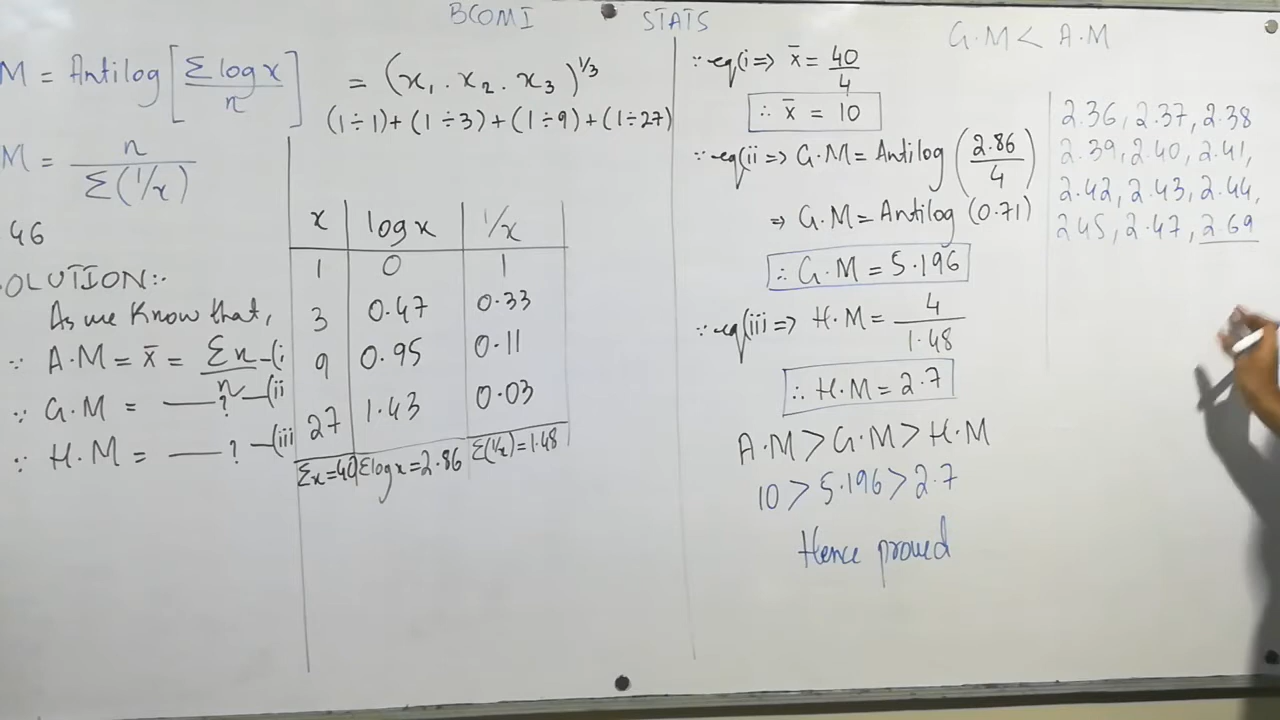 BCOM I STATS
G.M < A.M
M = Antilog [Σ log x / n]
= (x₁ . x₂ . x₃)^1/3
(1÷1)+(1÷3)+(1÷9)+(1÷27)
M = n / Σ(1/x)
46
OLUTION:-
As we know that,
∵ A.M = x̄ = Σx / n —(i
∵ G.M = —? —(ii
∵ H.M = —? —(iii
x | log x | 1/x
1 | 0 | 1
3 | 0.47 | 0.33
9 | 0.95 | 0.11
27 | 1.43 | 0.03
Σx=40 | Σlogx=2.86 | Σ(1/x)=1.48
∵ eq(i ⇒ x̄ = 40 / 4
∴ x̄ = 10
∵ eq(ii ⇒ G.M = Antilog (2.86 / 4)
⇒ G.M = Antilog (0.71)
∴ G.M = 5.196
∵ eq(iii ⇒ H.M = 4 / 1.48
∴ H.M = 2.7
A.M > G.M > H.M
10 > 5.196 > 2.7
Hence proved
2.36, 2.37, 2.38
2.39, 2.40, 2.41,
2.42, 2.43, 2.44,
2.45, 2.47, 2.69